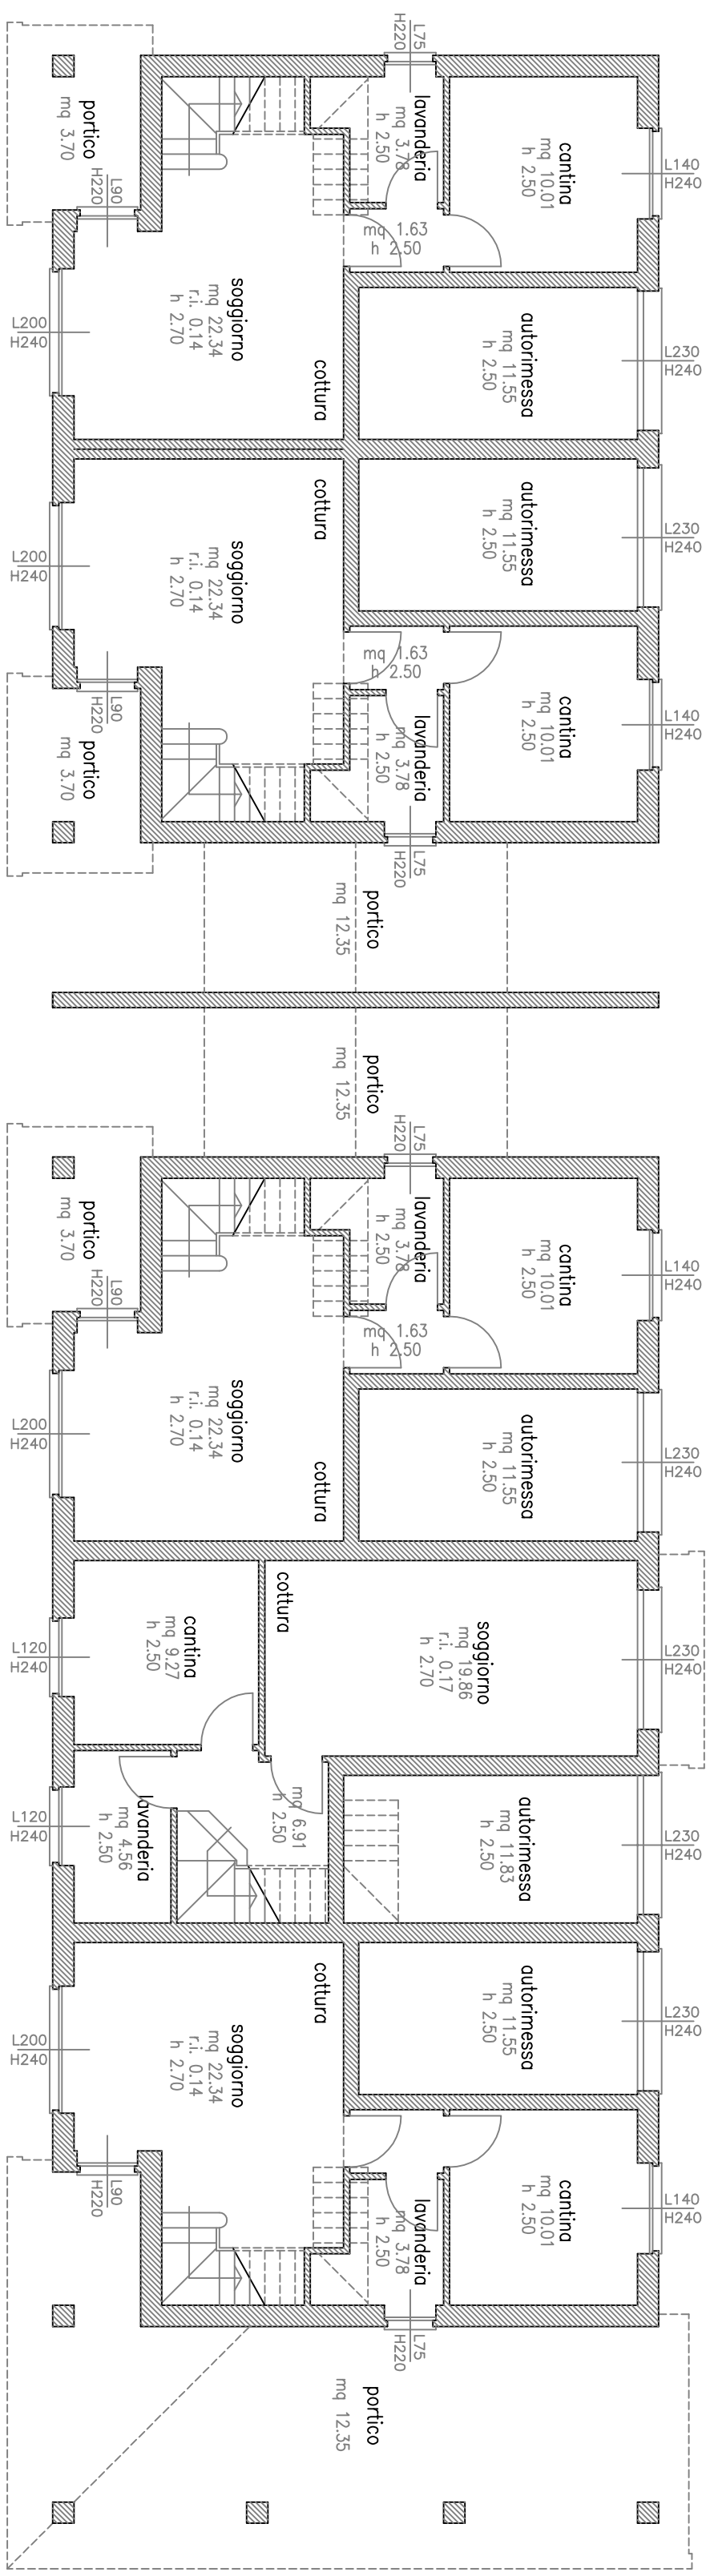 L75
H220
portico
mq 3.70
lavanderia
mq 3.78
h 2.50
cantina
mq 10.01
h 2.50
L140
H240
L90
H220
mq 1.63
h 2.50
soggiorno
mq 22.34
r.i. 0.14
h 2.70
L200
H240
autorimessa
mq 11.55
h 2.50
L230
H240
cottura
cottura
autorimessa
mq 11.55
h 2.50
L230
H240
soggiorno
mq 22.34
r.i. 0.14
h 2.70
L200
H240
mq 1.63
h 2.50
L90
H220
portico
mq 3.70
lavanderia
mq 3.78
h 2.50
cantina
mq 10.01
h 2.50
L140
H240
L75
H220
portico
mq 12.35
portico
mq 12.35
L75
H220
portico
mq 3.70
lavanderia
mq 3.78
h 2.50
cantina
mq 10.01
h 2.50
L140
H240
L90
H220
mq 1.63
h 2.50
soggiorno
mq 22.34
r.i. 0.14
h 2.70
L200
H240
autorimessa
mq 11.55
h 2.50
L230
H240
cottura
cottura
cantina
mq 9.27
h 2.50
L120
H240
soggiorno
mq 19.86
r.i. 0.17
h 2.70
L230
H240
mq 6.91
h 2.50
lavanderia
mq 4.56
h 2.50
L120
H240
autorimessa
mq 11.83
h 2.50
L230
H240
cottura
autorimessa
mq 11.55
h 2.50
L230
H240
soggiorno
mq 22.34
r.i. 0.14
h 2.70
L200
H240
L90
H220
lavanderia
mq 3.78
h 2.50
cantina
mq 10.01
h 2.50
L140
H240
L75
H220
portico
mq 12.35